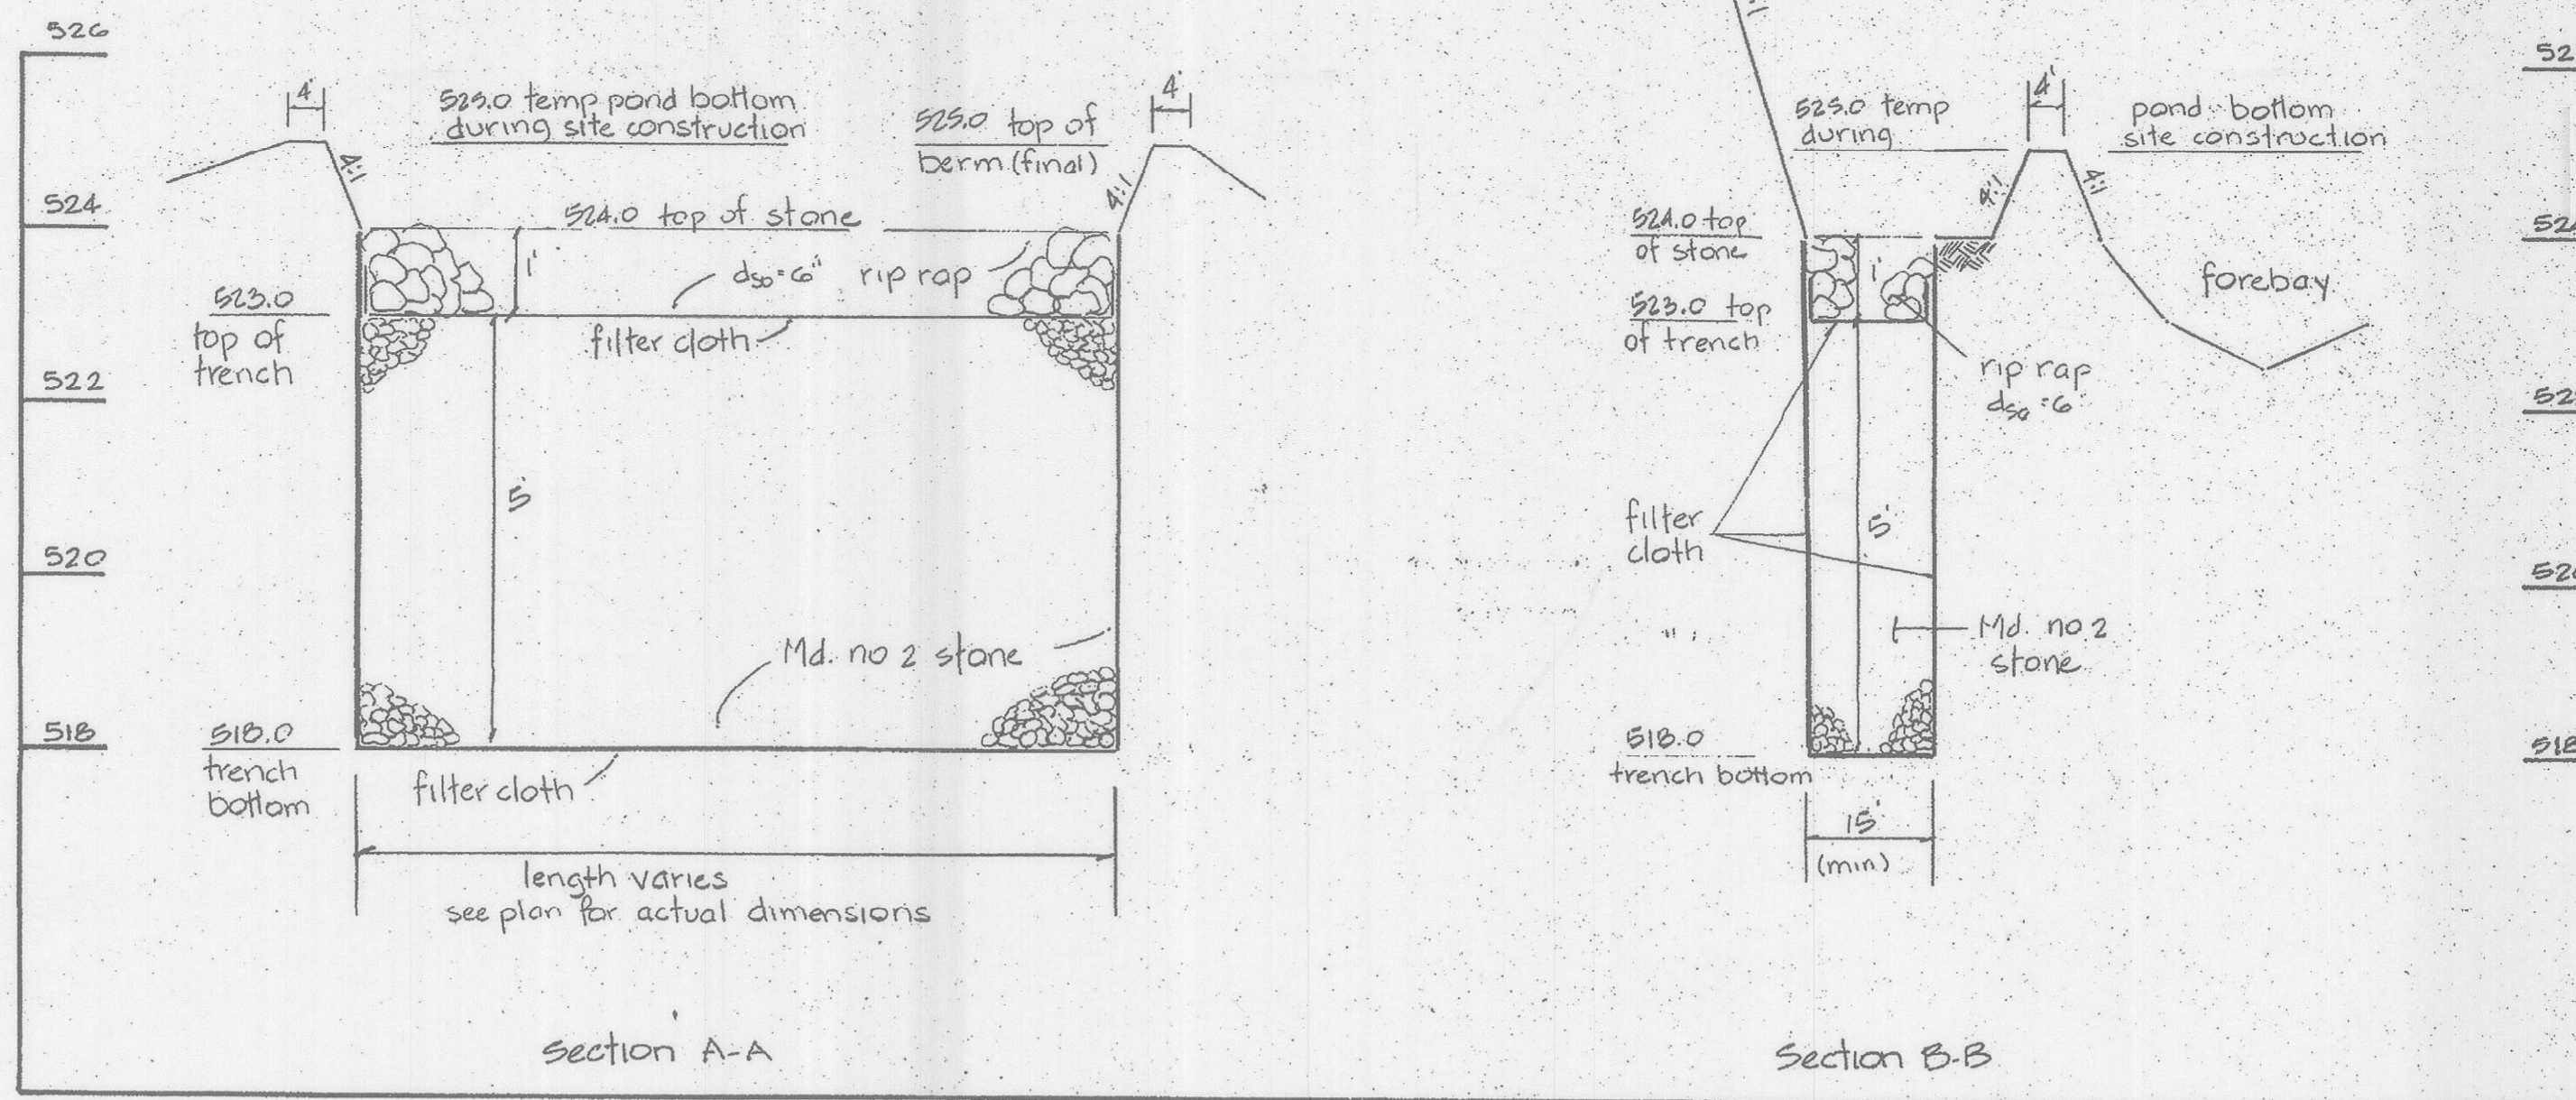 526
524
522
520
518
4'
525.0 temp pond bottom
during site construction
525.0 top of
berm (final)
4'
4:1
4:1
524.0 top of stone
1'
d50=6" rip rap
523.0
top of
trench
filter cloth
5'
Md. no 2 stone
518.0
trench
bottom
filter cloth
length varies
see plan for actual dimensions
Section A-A
525.0 temp
during
4'
pond bottom
site construction
4:1
4:1
524.0 top
of stone
1'
523.0 top
of trench
forebay
rip rap
d50=6
filter
cloth
5'
Md. no 2
stone
518.0
trench bottom
15'
(min)
Section B-B
518